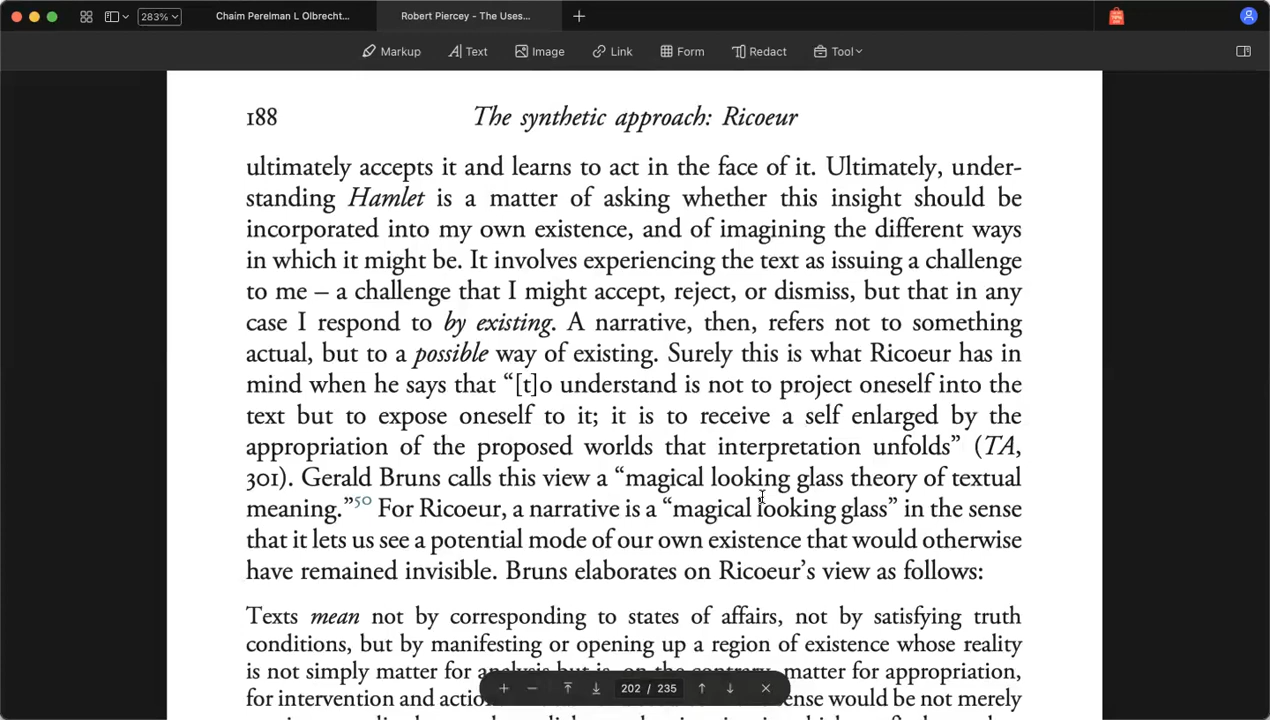 283%
Chaim Perelman L Olbrecht...
Robert Piercey - The Uses...
Markup
Text
Image
Link
Form
Redact
Tool
188
The synthetic approach: Ricoeur
ultimately accepts it and learns to act in the face of it. Ultimately, under-
standing Hamlet is a matter of asking whether this insight should be
incorporated into my own existence, and of imagining the different ways
in which it might be. It involves experiencing the text as issuing a challenge
to me – a challenge that I might accept, reject, or dismiss, but that in any
case I respond to by existing. A narrative, then, refers not to something
actual, but to a possible way of existing. Surely this is what Ricoeur has in
mind when he says that “[t]o understand is not to project oneself into the
text but to expose oneself to it; it is to receive a self enlarged by the
appropriation of the proposed worlds that interpretation unfolds” (TA,
301). Gerald Bruns calls this view a “magical looking glass theory of textual
meaning.”50 For Ricoeur, a narrative is a “magical looking glass” in the sense
that it lets us see a potential mode of our own existence that would otherwise
have remained invisible. Bruns elaborates on Ricoeur’s view as follows:
Texts mean not by corresponding to states of affairs, not by satisfying truth
conditions, but by manifesting or opening up a region of existence whose reality
is not simply matter for analysis but is, on the contrary, matter for appropriation,
for intervention and action sense would be not merely
202 / 235